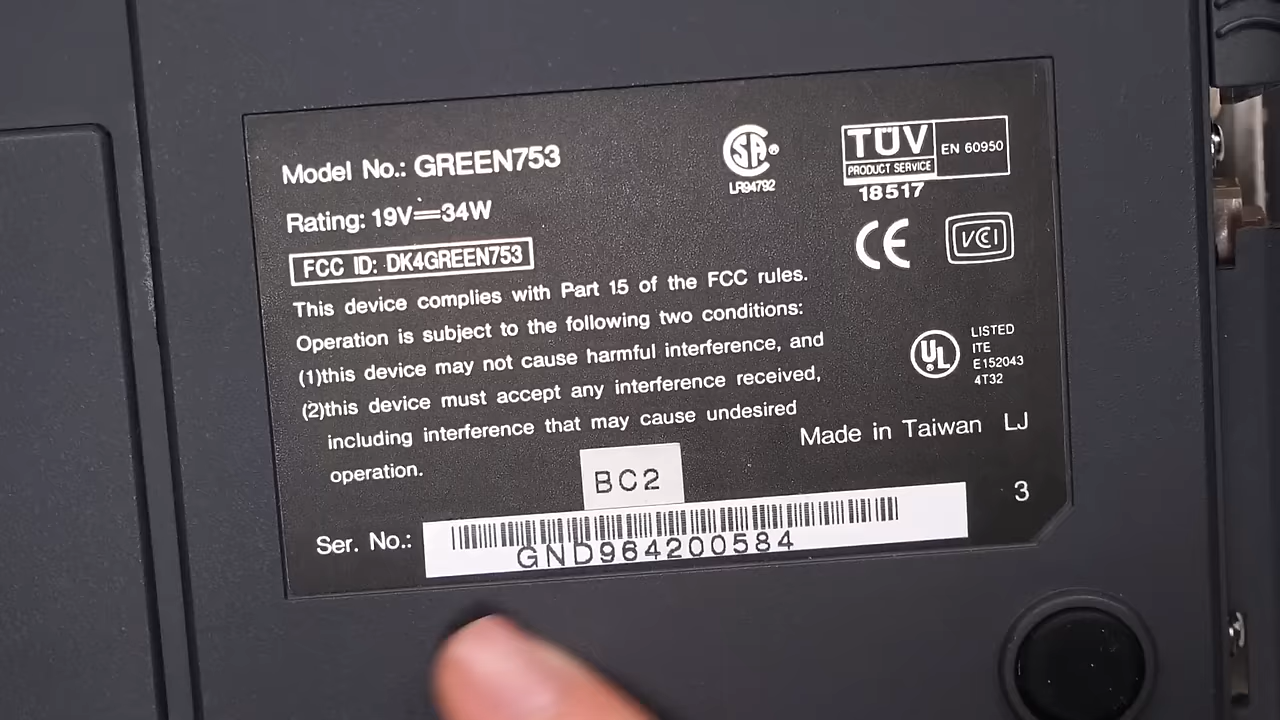 Model No.: GREEN753
Rating: 19V⎓34W
FCC ID: DK4GREEN753
This device complies with Part 15 of the FCC rules.
Operation is subject to the following two conditions:
(1)this device may not cause harmful interference, and
(2)this device must accept any interference received,
including interference that may cause undesired
operation.
SA®
LR94792
TÜV
PRODUCT SERVICE
EN 60950
18517
CE
VCI
UL®
LISTED
ITE
E152043
4T32
Made in Taiwan LJ
3
BC2
Ser. No.:
GND964200584